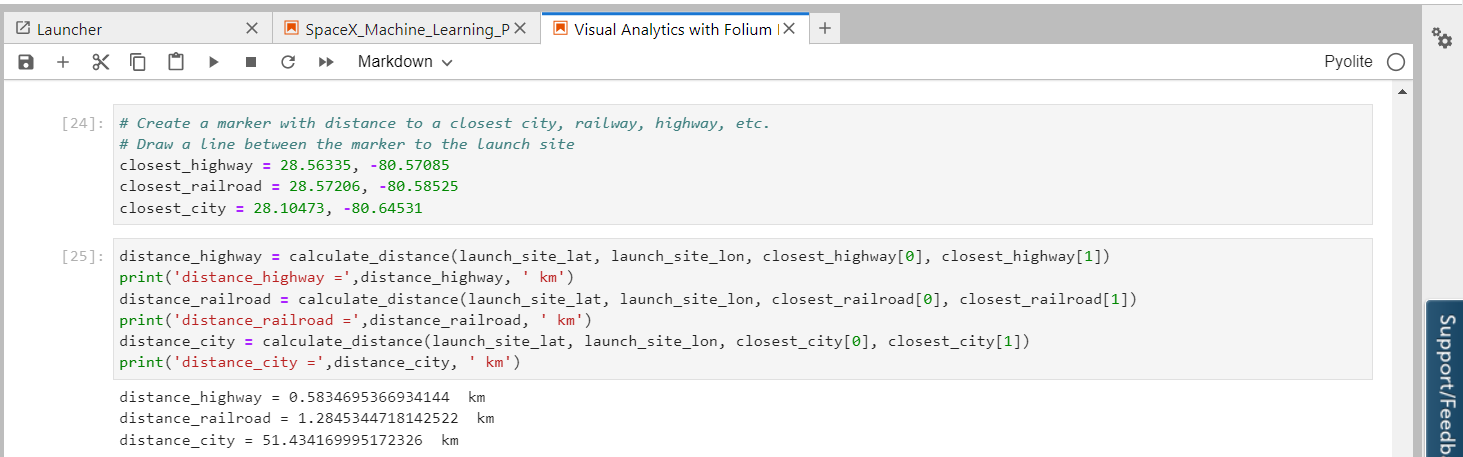 Launcher
SpaceX_Machine_Learning_P
Visual Analytics with Folium
Markdown
Pyolite
[24]:
# Create a marker with distance to a closest city, railway, highway, etc.
# Draw a line between the marker to the launch site
closest_highway = 28.56335, -80.57085
closest_railroad = 28.57206, -80.58525
closest_city = 28.10473, -80.64531
[25]:
distance_highway = calculate_distance(launch_site_lat, launch_site_lon, closest_highway[0], closest_highway[1])
print('distance_highway =',distance_highway, ' km')
distance_railroad = calculate_distance(launch_site_lat, launch_site_lon, closest_railroad[0], closest_railroad[1])
print('distance_railroad =',distance_railroad, ' km')
distance_city = calculate_distance(launch_site_lat, launch_site_lon, closest_city[0], closest_city[1])
print('distance_city =',distance_city, ' km')
distance_highway = 0.5834695366934144  km
distance_railroad = 1.2845344718142522  km
distance_city = 51.434169995172326  km
Support/Feedb